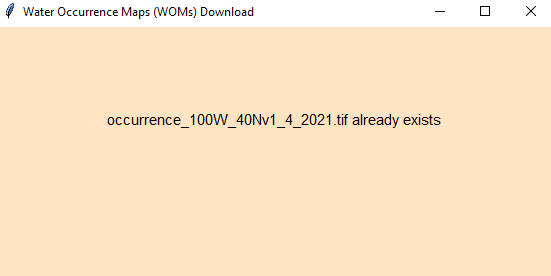 Water Occurrence Maps (WOMs) Download
occurrence_100W_40Nv1_4_2021.tif already exists